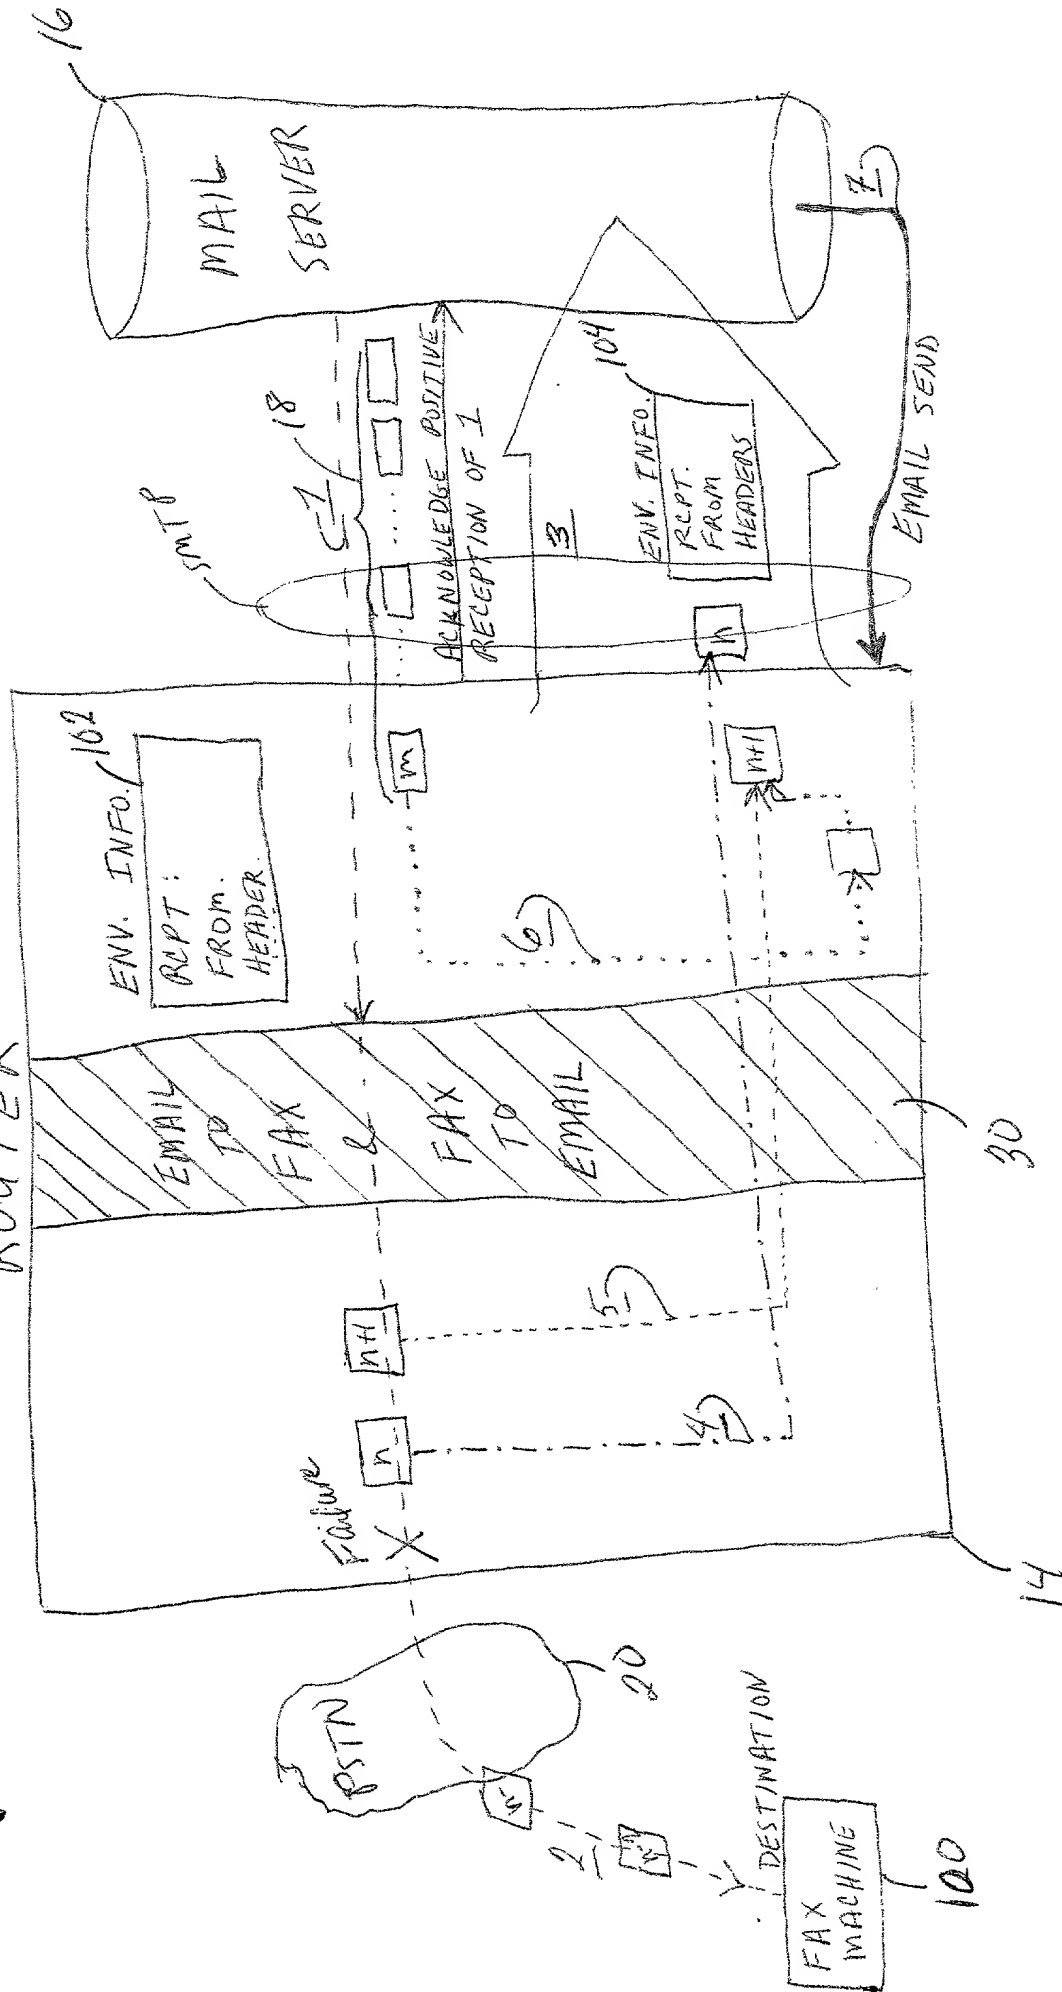 ROUTER
16
MAIL
SERVER
SMTP
1
18
ENV. INFO.
102
RCPT:
FROM.
HEADER.
ACKNOWLEDGE POSITIVE
RECEPTION OF 1
m
3
104
ENV. INFO.
RCPT.
FROM
HEADERS
n
n+1
6
7
EMAIL SEND
EMAIL
TO
FAX
&
FAX
TO
EMAIL
30
Failure
X
n
n+1
4
5
14
PSTN
20
2
DESTINATION
FAX
MACHINE
100